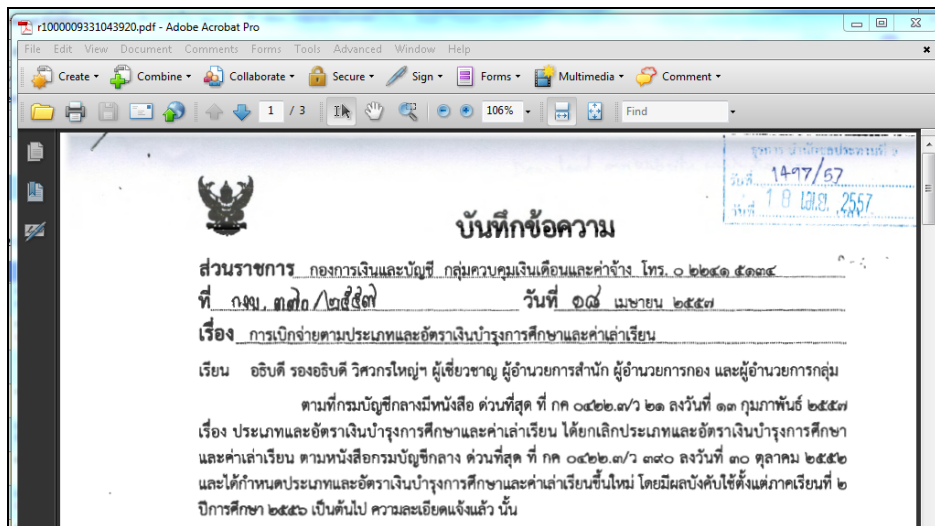 r1000009331043920.pdf - Adobe Acrobat Pro
File Edit View Document Comments Forms Tools Advanced Window Help
Create Combine Collaborate Secure Sign Forms Multimedia Comment
1 / 3 106% Find
1497/57
วันที่ 18 เม.ย. 2557
บันทึกข้อความ
ส่วนราชการ กองการเงินและบัญชี กลุ่มควบคุมเงินเดือนและค่าจ้าง โทร. ๐ ๒๒๔๑ ๕๑๓๔
ที่ กงบ. ๓๗๐/๒๕๕๗ วันที่ ๑๘ เมษายน ๒๕๕๗
เรื่อง การเบิกจ่ายตามประเภทและอัตราเงินบำรุงการศึกษาและค่าเล่าเรียน
เรียน อธิบดี รองอธิบดี วิศวกรใหญ่ฯ ผู้เชี่ยวชาญ ผู้อำนวยการสำนัก ผู้อำนวยการกอง และผู้อำนวยการกลุ่ม
ตามที่กรมบัญชีกลางมีหนังสือ ด่วนที่สุด ที่ กค ๐๔๒๒.๓/ว ๒๑ ลงวันที่ ๑๓ กุมภาพันธ์ ๒๕๕๗
เรื่อง ประเภทและอัตราเงินบำรุงการศึกษาและค่าเล่าเรียน ได้ยกเลิกประเภทและอัตราเงินบำรุงการศึกษา
และค่าเล่าเรียน ตามหนังสือกรมบัญชีกลาง ด่วนที่สุด ที่ กค ๐๔๒๒.๓/ว ๓๙๐ ลงวันที่ ๓๐ ตุลาคม ๒๕๕๒
และได้กำหนดประเภทและอัตราเงินบำรุงการศึกษาและค่าเล่าเรียนขึ้นใหม่ โดยมีผลบังคับใช้ตั้งแต่ภาคเรียนที่ ๒
ปีการศึกษา ๒๕๕๖ เป็นต้นไป ความละเอียดแจ้งแล้ว นั้น